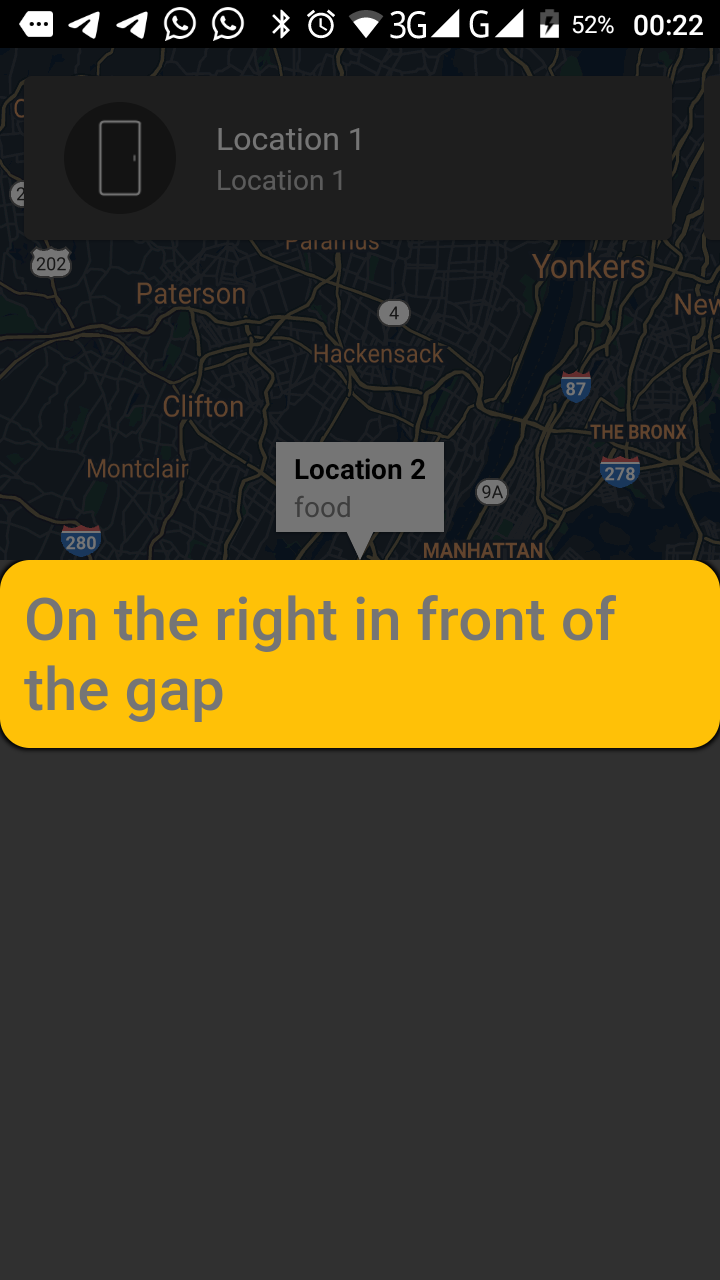 3G G 52% 00:22
Location 1
Location 1
202
Paramus
Yonkers
Paterson
4
Hackensack
87
Clifton
THE BRONX
Montclair
278
Location 2
food
9A
280
MANHATTAN
On the right in front of
the gap